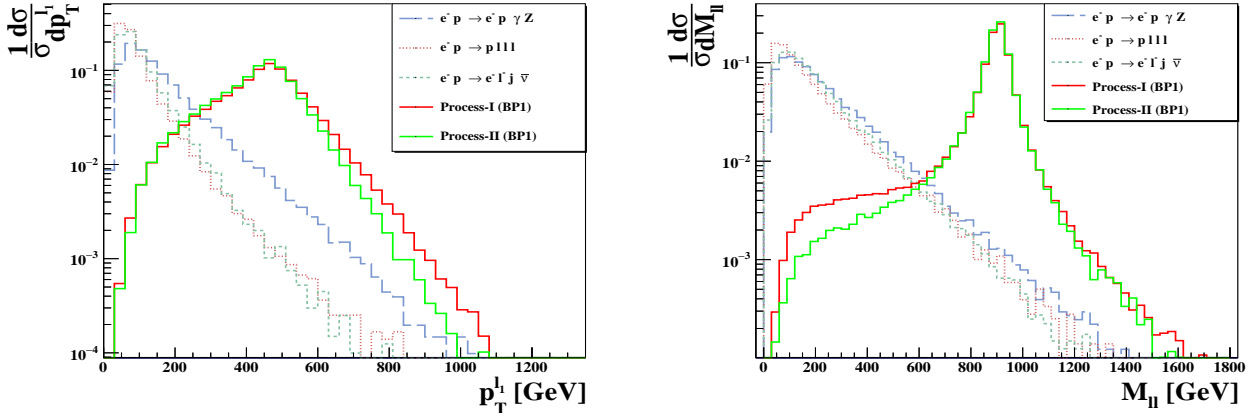 1 dσ
σ dp_T^{l_1}
e⁻ p → e⁻ p γ Z
e⁻ p → p l l l
e⁻ p → e⁻ l⁻ j ν̄
Process-I (BP1)
Process-II (BP1)
10⁻¹
10⁻²
10⁻³
10⁻⁴
0 200 400 600 800 1000 1200
p_T^{l_1} [GeV]
1 dσ
σ dM_ll
e⁻ p → e⁻ p γ Z
e⁻ p → p l l l
e⁻ p → e⁻ l⁻ j ν̄
Process-I (BP1)
Process-II (BP1)
10⁻¹
10⁻²
10⁻³
0 200 400 600 800 1000 1200 1400 1600 1800
M_ll [GeV]